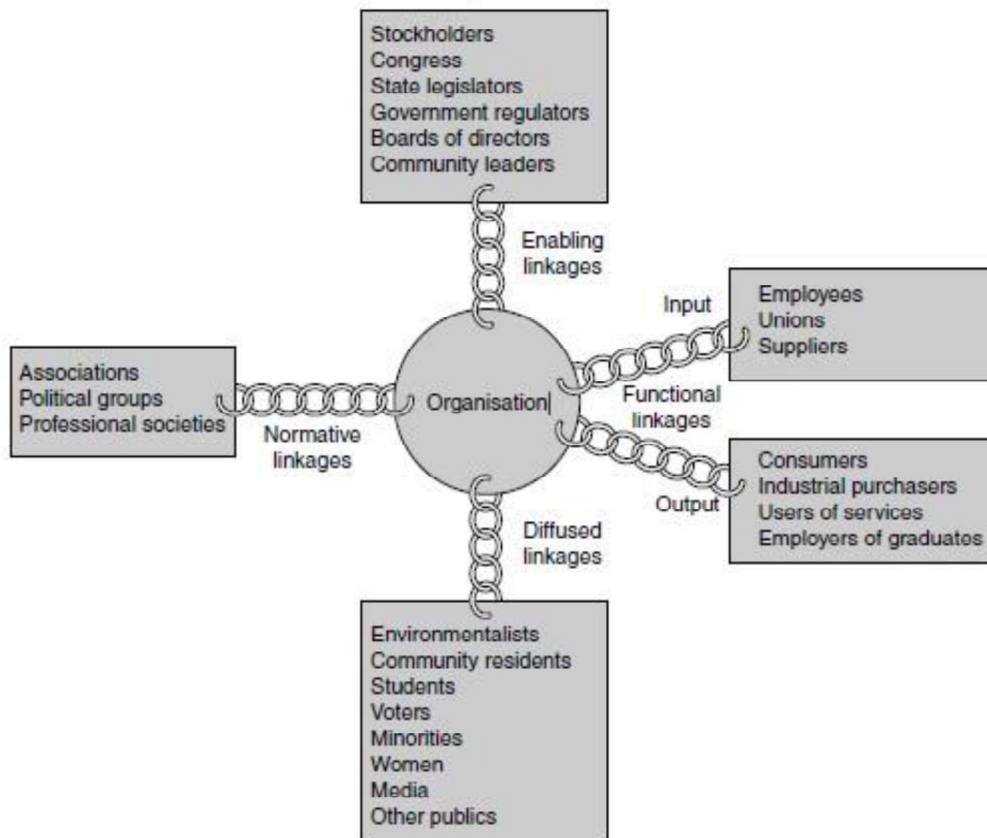 Stockholders
Congress
State legislators
Government regulators
Boards of directors
Community leaders
Enabling
linkages
Input
Employees
Unions
Suppliers
Associations
Political groups
Professional societies
Normative
linkages
Organisation
Functional
linkages
Output
Consumers
Industrial purchasers
Users of services
Employers of graduates
Diffused
linkages
Environmentalists
Community residents
Students
Voters
Minorities
Women
Media
Other publics